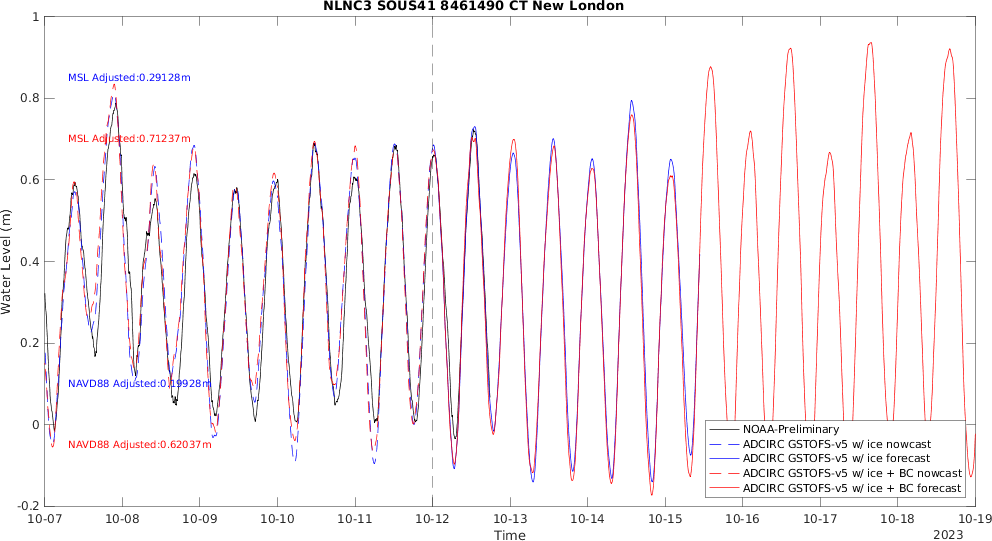 NLNC3 SOUS41 8461490 CT New London
1
0.8
0.6
0.4
0.2
0
-0.2
Water Level (m)
MSL Adjusted:0.29128m
MSL Adjusted:0.71237m
NAVD88 Adjusted:0.19928m
NAVD88 Adjusted:0.62037m
NOAA-Preliminary
ADCIRC GSTOFS-v5 w/ ice nowcast
ADCIRC GSTOFS-v5 w/ ice forecast
ADCIRC GSTOFS-v5 w/ ice + BC nowcast
ADCIRC GSTOFS-v5 w/ ice + BC forecast
10-07 10-08 10-09 10-10 10-11 10-12 10-13 10-14 10-15 10-16 10-17 10-18 10-19
Time
2023